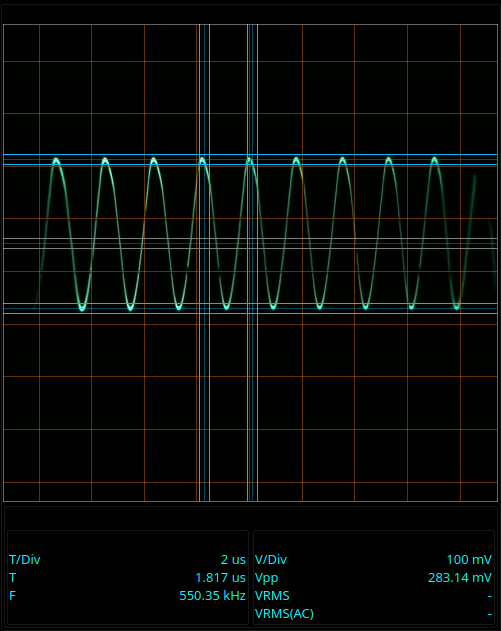 T/Div 2 us V/Div 100 mV
T 1.817 us Vpp 283.14 mV
F 550.35 kHz VRMS -
VRMS(AC) -